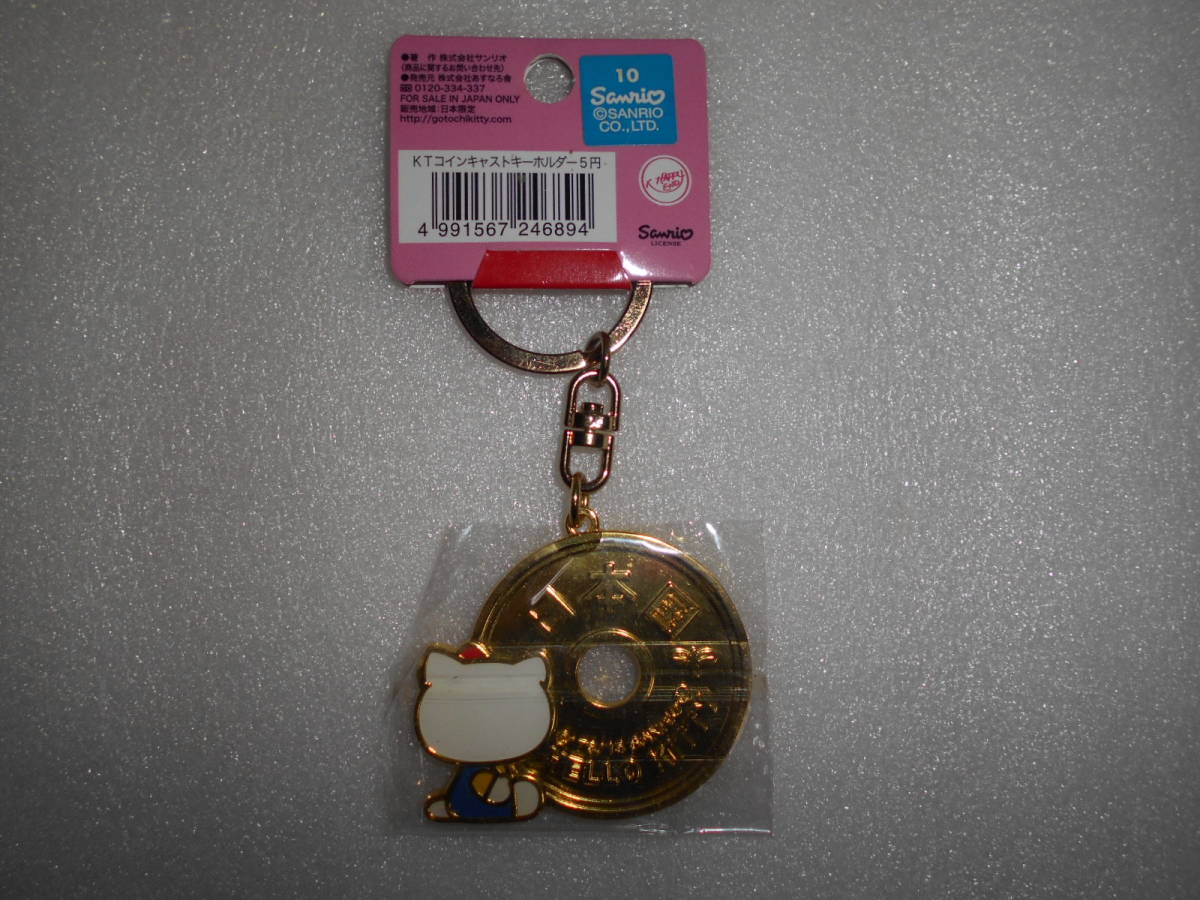 ●著 作 株式会社サンリオ
(商品に関するお問い合わせ先)
●発売元 株式会社あすなろ舎
0120-334-337
FOR SALE IN JAPAN ONLY
販売地域:日本限定
http://gotochikitty.com
10
Sanrio
©SANRIO
CO.,LTD.
KTコインキャストキーホルダー5円
4 991567 246894
HAPPY
Sanrio
LICENSE
日本國
HELLO KITTY